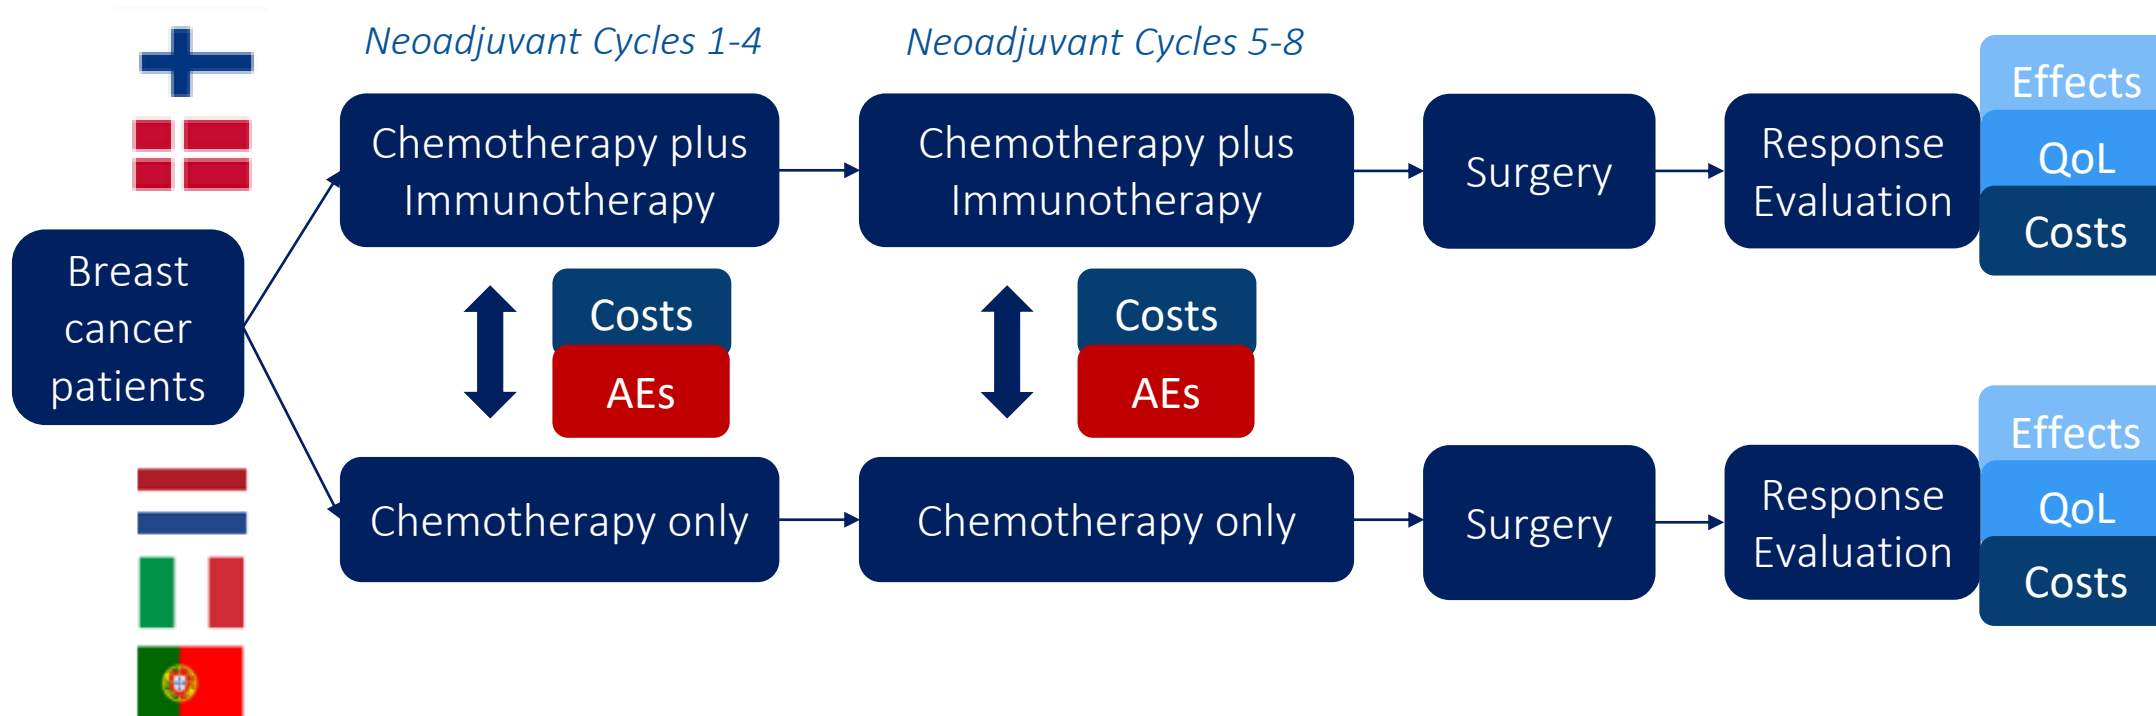 Neoadjuvant Cycles 1-4
Neoadjuvant Cycles 5-8
Breast
cancer
patients
Chemotherapy plus
Immunotherapy
Chemotherapy plus
Immunotherapy
Surgery
Response
Evaluation
Effects
QoL
Costs
Costs
AEs
Costs
AEs
Chemotherapy only
Chemotherapy only
Surgery
Response
Evaluation
Effects
QoL
Costs